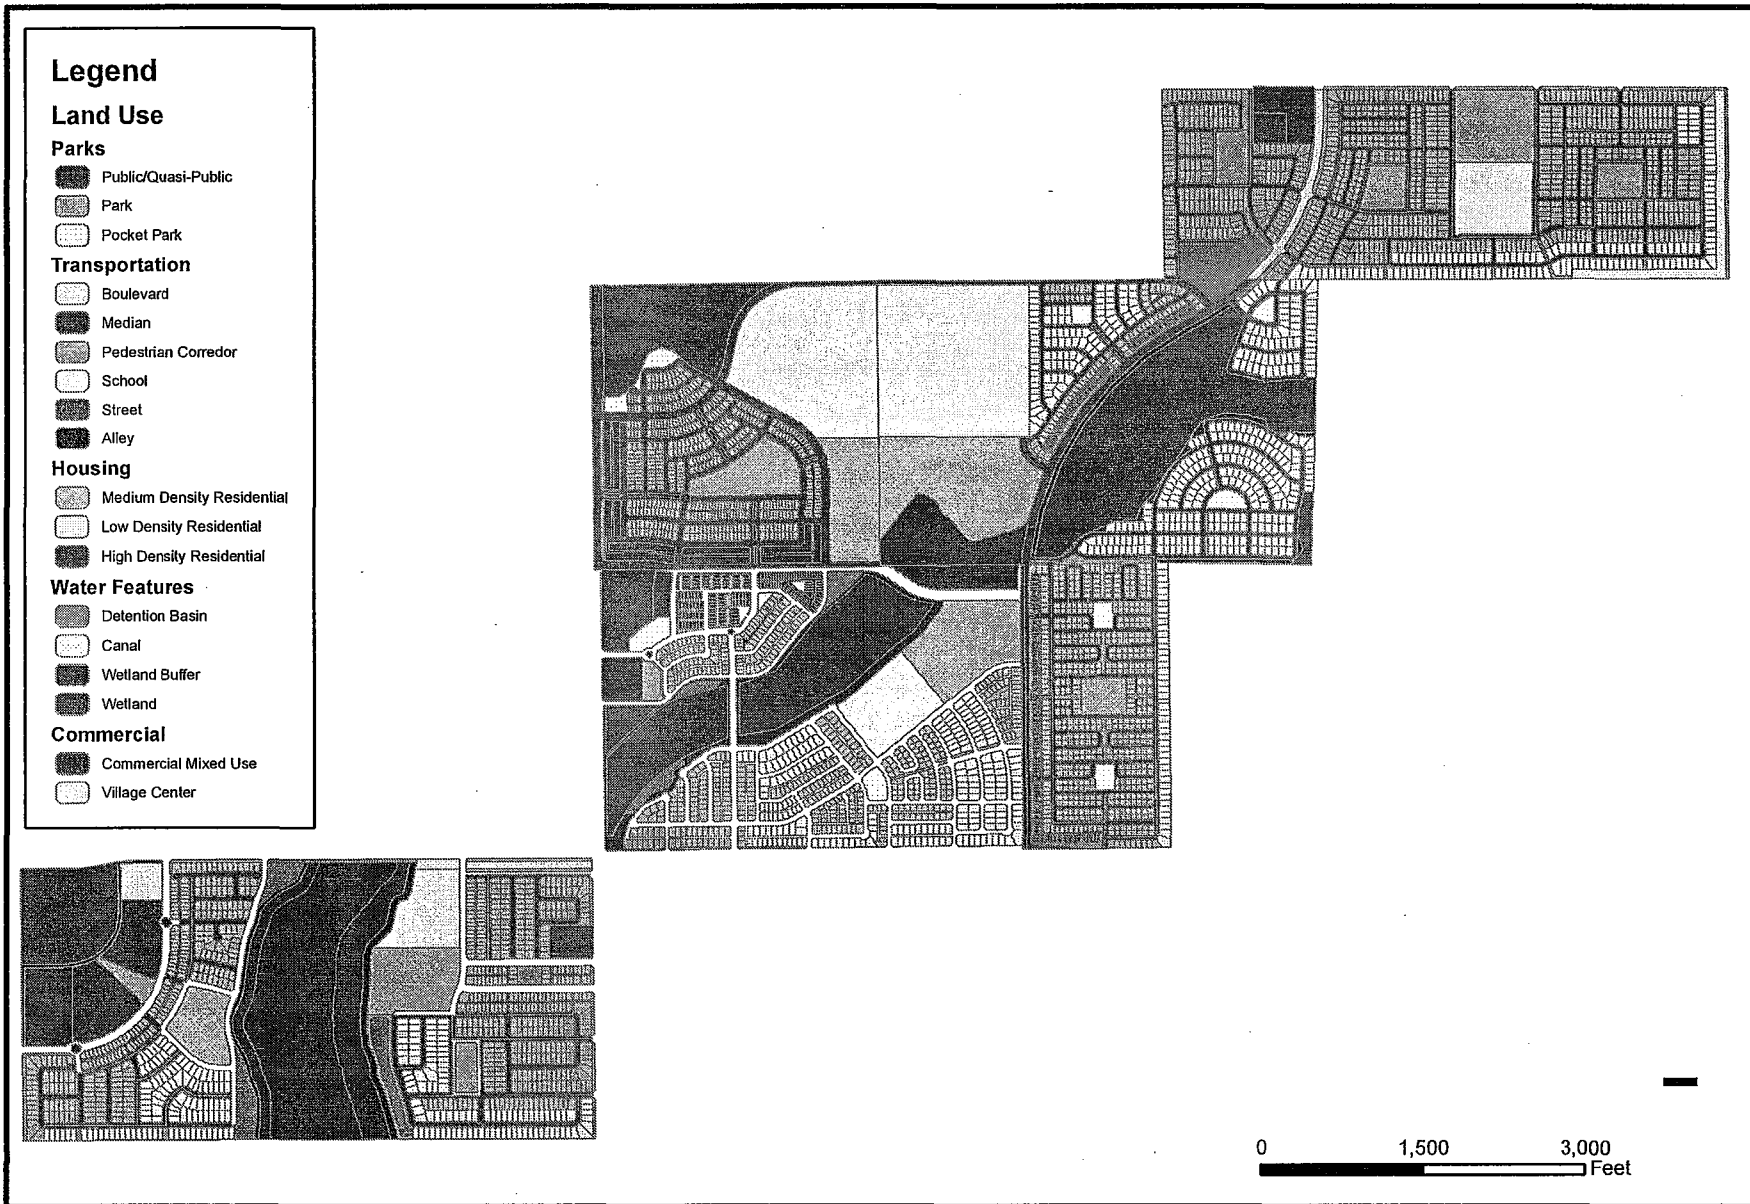 Legend
Land Use
Parks
Public/Quasi-Public
Park
Pocket Park
Transportation
Boulevard
Median
Pedestrian Corredor
School
Street
Alley
Housing
Medium Density Residential
Low Density Residential
High Density Residential
Water Features
Detention Basin
Canal
Wetland Buffer
Wetland
Commercial
Commercial Mixed Use
Village Center
0 1,500 3,000
Feet